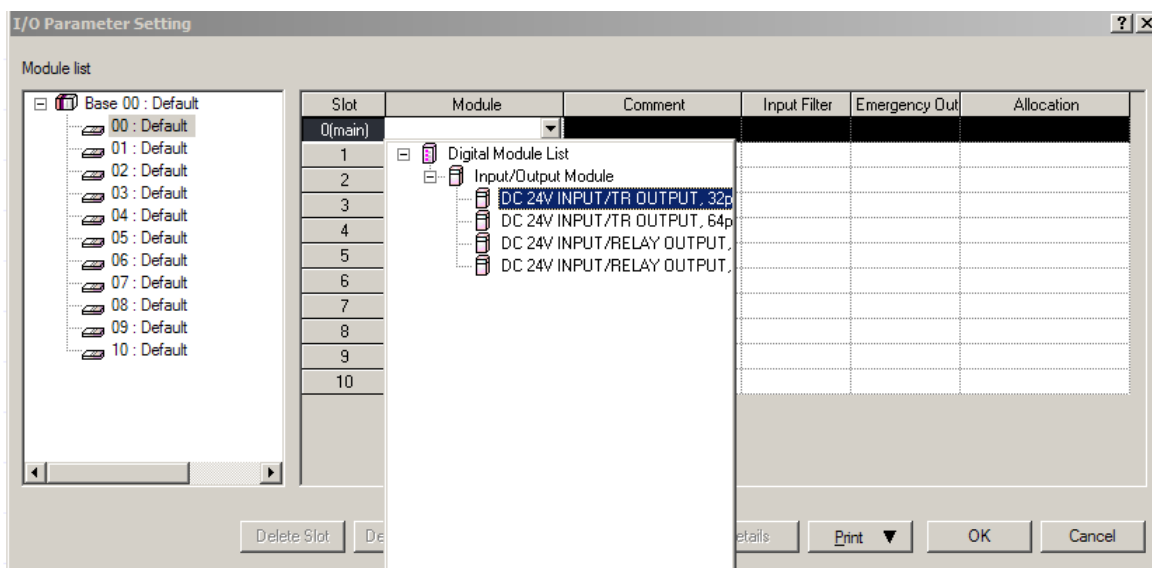 I/O Parameter Setting
Module list
Base 00 : Default
00 : Default
01 : Default
02 : Default
03 : Default
04 : Default
05 : Default
06 : Default
07 : Default
08 : Default
09 : Default
10 : Default
Slot Module Comment Input Filter Emergency Out Allocation
0(main)
1
2
3
4
5
6
7
8
9
10
Digital Module List
Input/Output Module
DC 24V INPUT/TR OUTPUT, 32p
DC 24V INPUT/TR OUTPUT, 64p
DC 24V INPUT/RELAY OUTPUT,
DC 24V INPUT/RELAY OUTPUT,
Delete Slot De etails Print OK Cancel